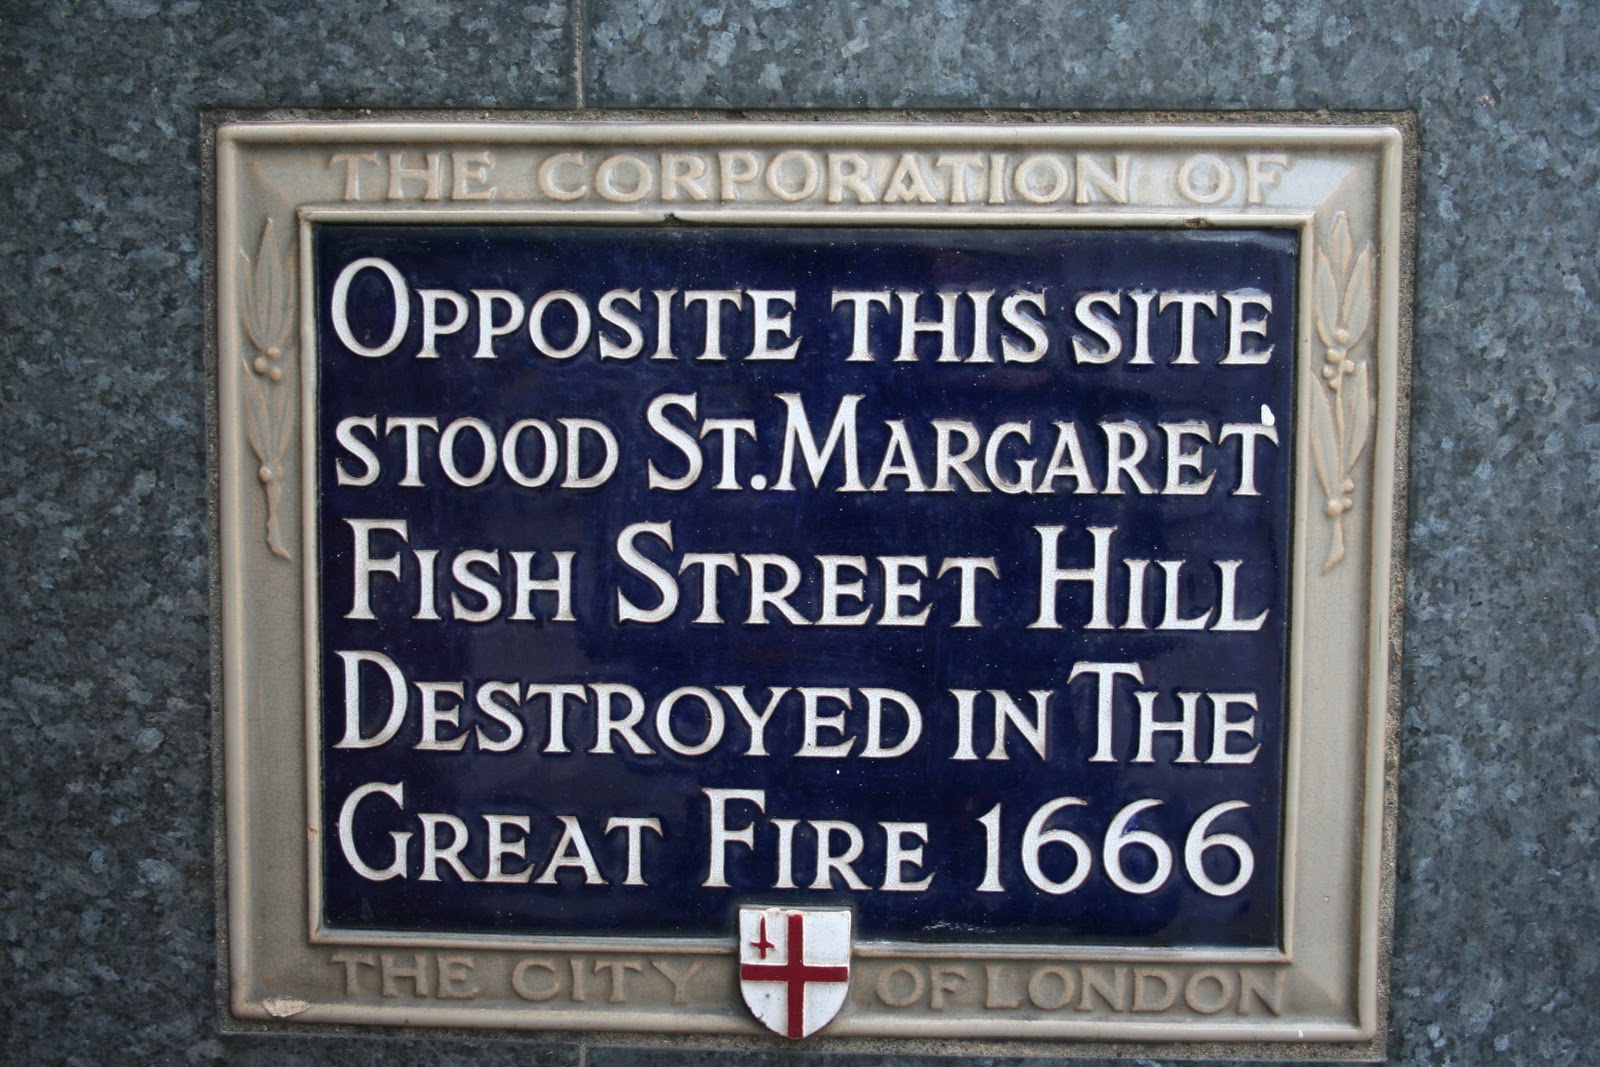 THE CORPORATION OF
OPPOSITE THIS SITE
STOOD ST. MARGARET
FISH STREET HILL
DESTROYED IN THE
GREAT FIRE 1666
THE CITY OF LONDON